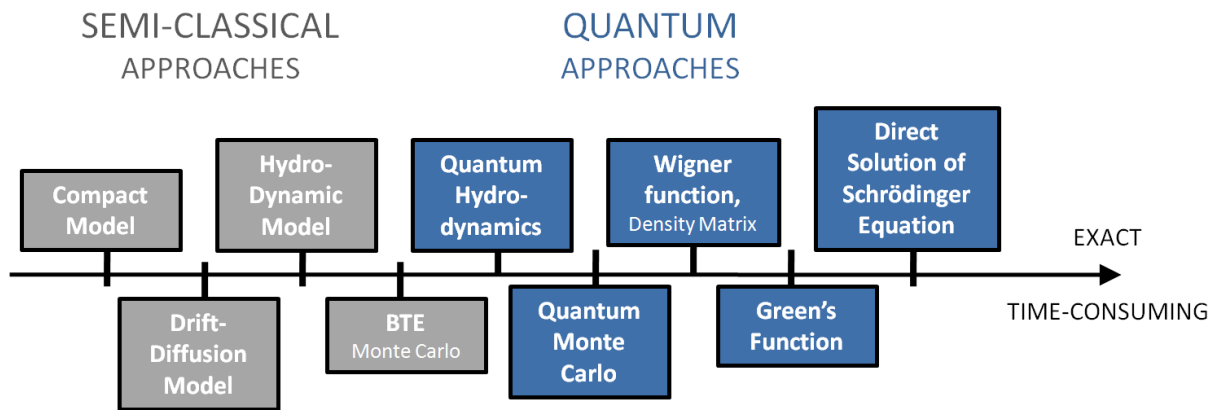 SEMI-CLASSICAL
APPROACHES
QUANTUM
APPROACHES
Compact
Model
Drift-
Diffusion
Model
Hydro-
Dynamic
Model
BTE
Monte Carlo
Quantum
Hydro-
dynamics
Quantum
Monte
Carlo
Wigner
function,
Density Matrix
Green's
Function
Direct
Solution of
Schrödinger
Equation
EXACT
TIME-CONSUMING